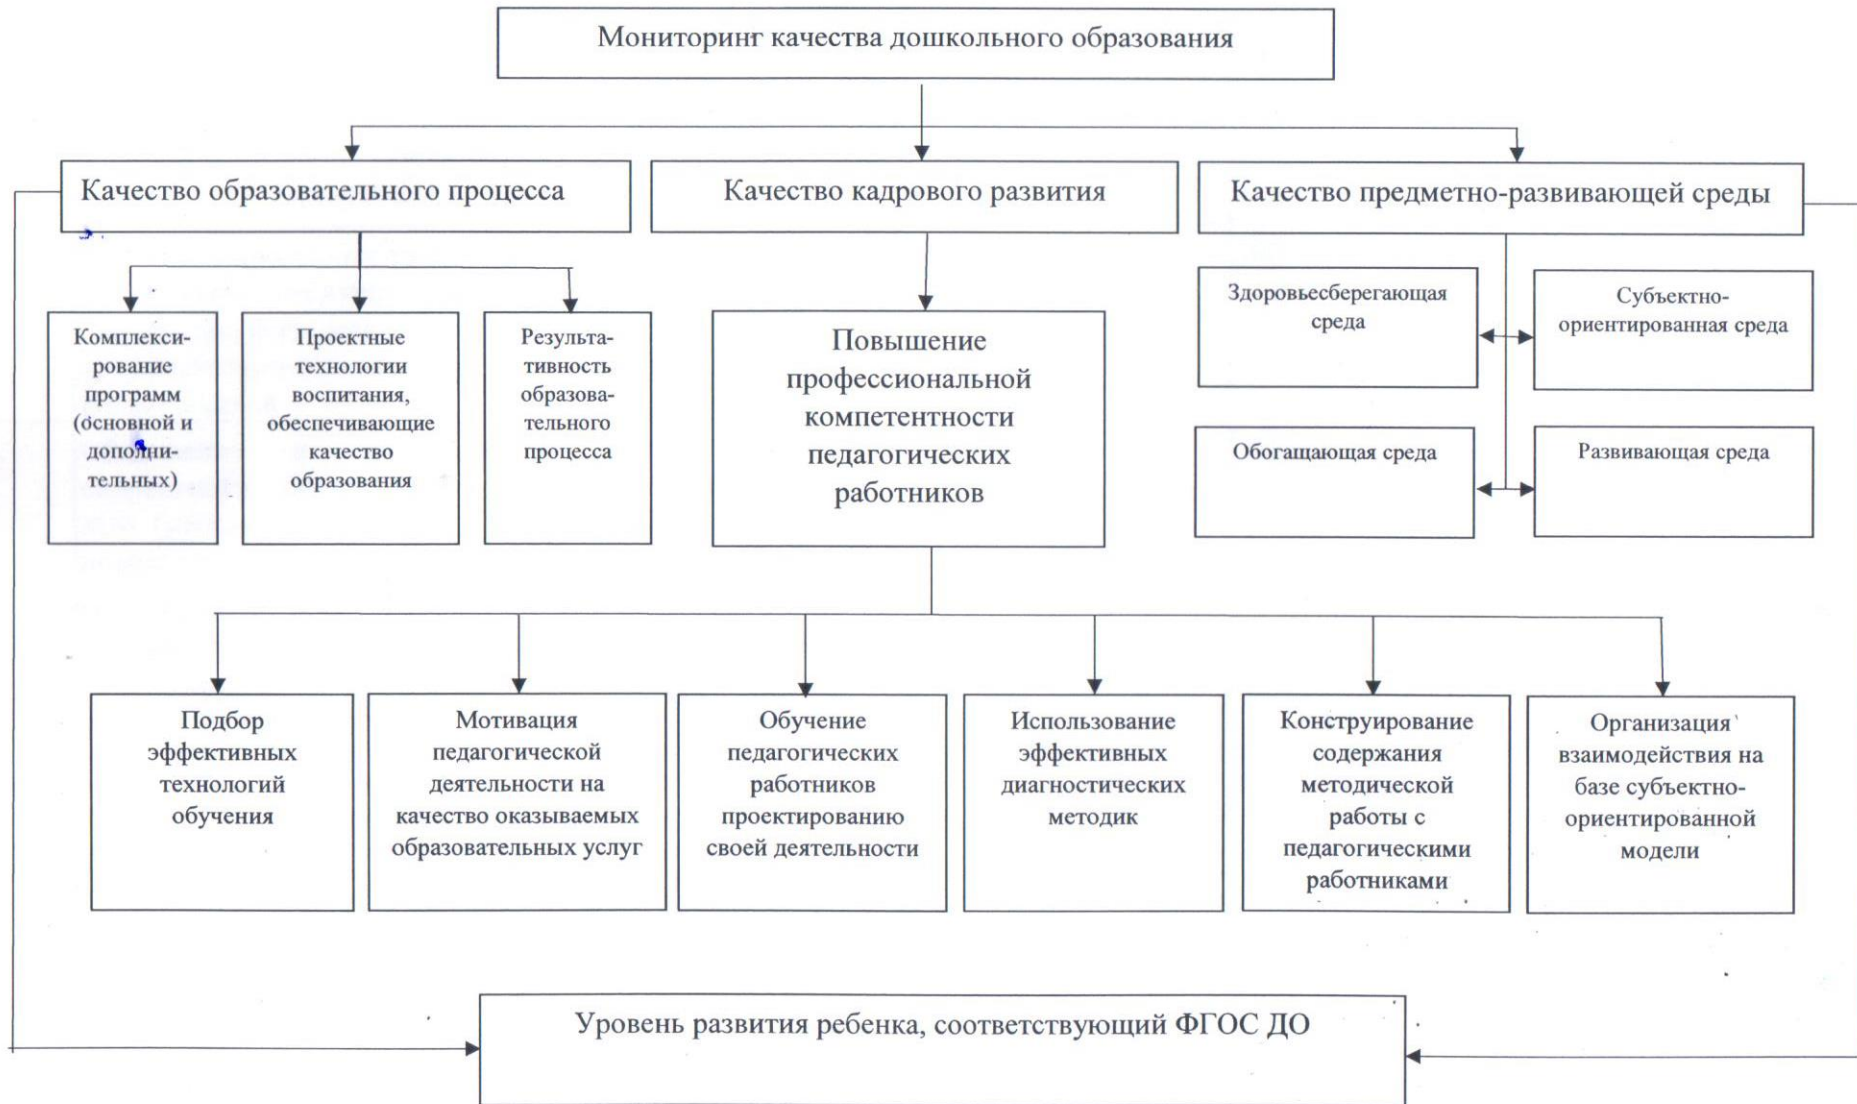 Мониторинг качества дошкольного образования
Качество образовательного процесса
Качество кадрового развития
Качество предметно-развивающей среды
Комплекси-
рование
программ
(основной и
дополни-
тельных)
Проектные
технологии
воспитания,
обеспечивающие
качество
образования
Результа-
тивность
образова-
тельного
процесса
Повышение
профессиональной
компетентности
педагогических
работников
Здоровьесберегающая
среда
Субъектно-
ориентированная среда
Обогащающая среда
Развивающая среда
Подбор
эффективных
технологий
обучения
Мотивация
педагогической
деятельности на
качество оказываемых
образовательных услуг
Обучение
педагогических
работников
проектированию
своей деятельности
Использование
эффективных
диагностических
методик
Конструирование
содержания
методической
работы с
педагогическими
работниками
Организация
взаимодействия на
базе субъектно-
ориентированной
модели
Уровень развития ребенка, соответствующий ФГОС ДО